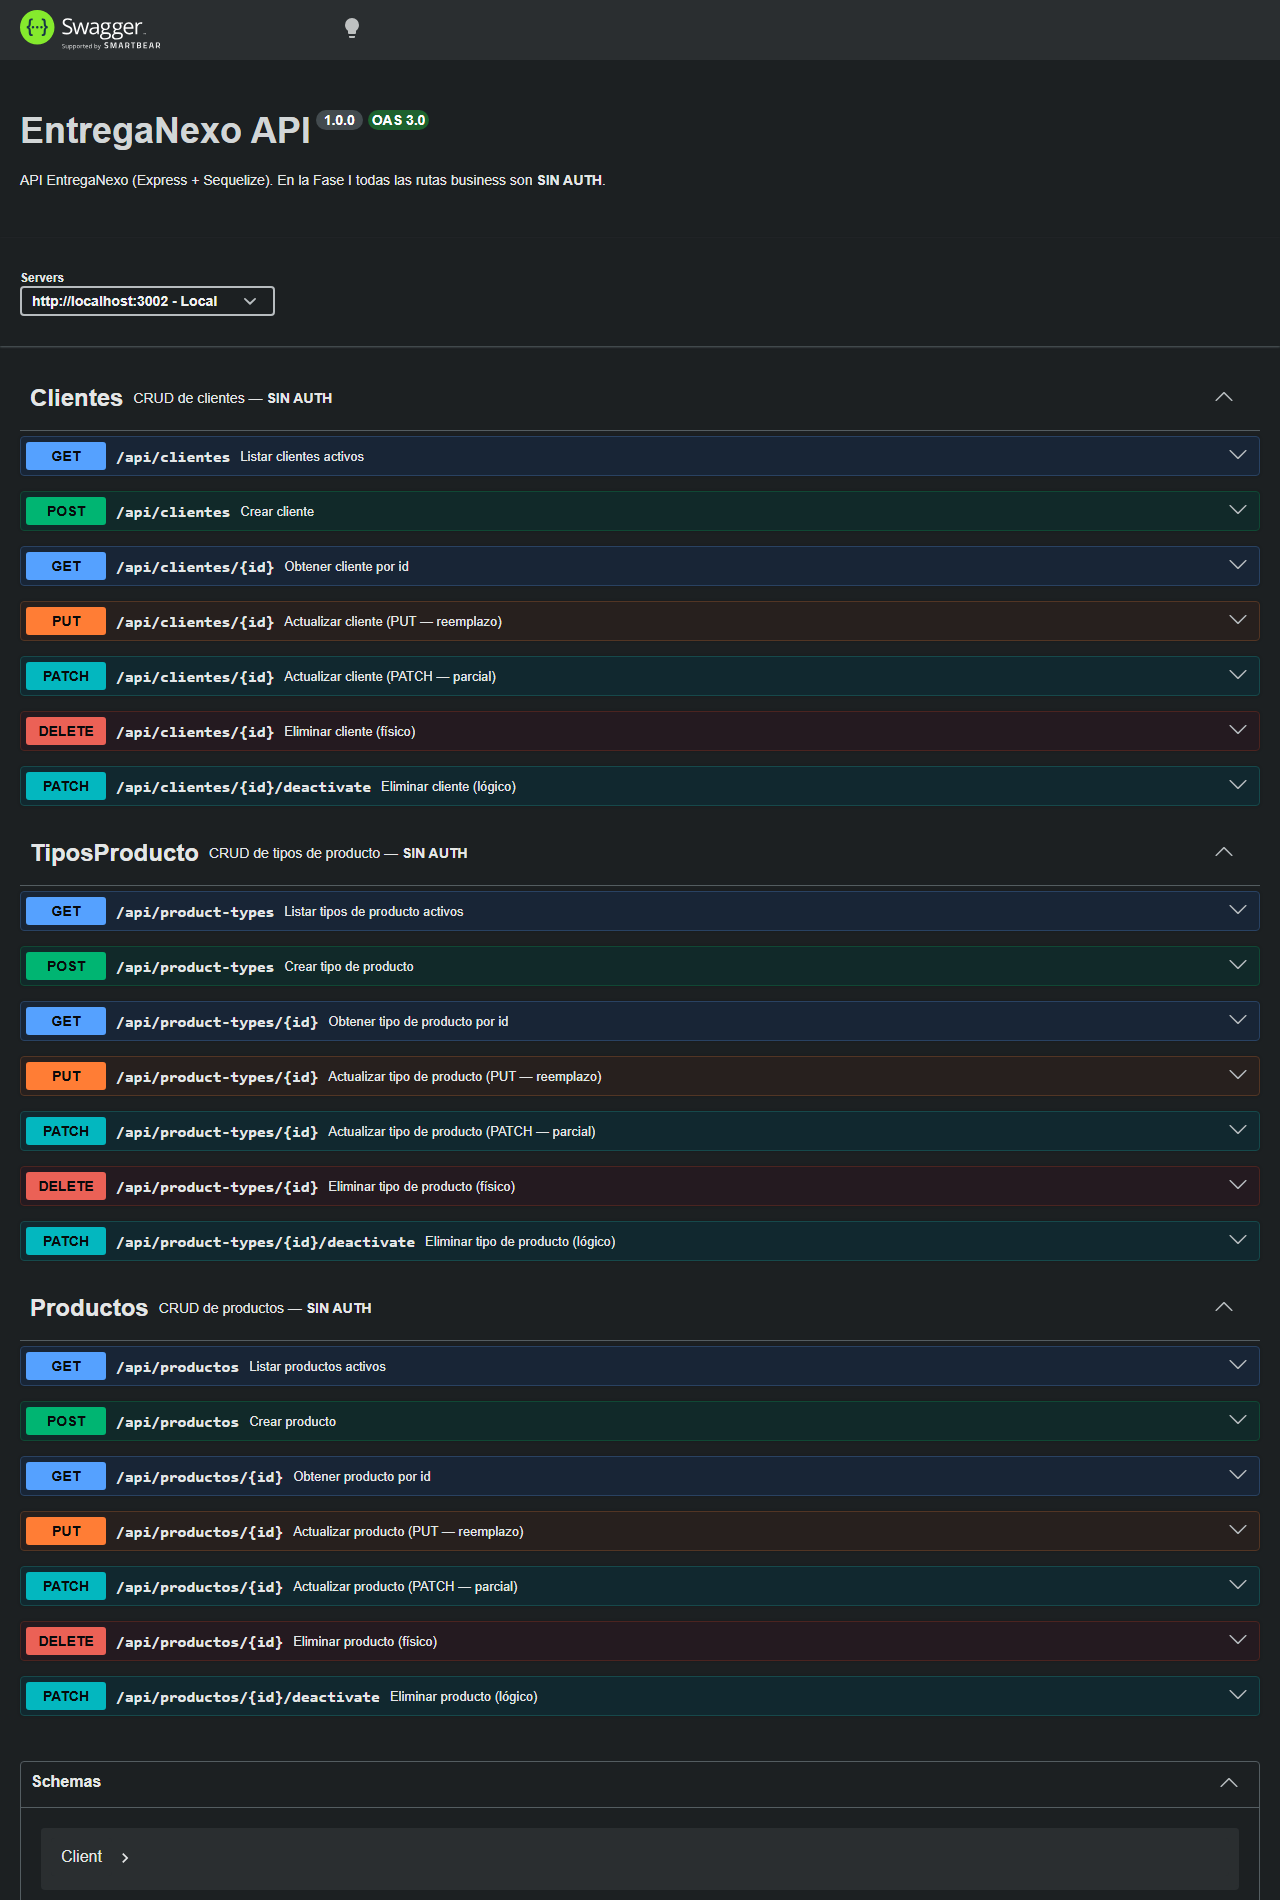 Swagger
Supported by SMARTBEAR
EntregaNexo API 1.0.0 OAS 3.0
API EntregaNexo (Express + Sequelize). En la Fase I todas las rutas business son SIN AUTH.
Servers
http://localhost:3002 - Local
Clientes CRUD de clientes — SIN AUTH
GET /api/clientes Listar clientes activos
POST /api/clientes Crear cliente
GET /api/clientes/{id} Obtener cliente por id
PUT /api/clientes/{id} Actualizar cliente (PUT — reemplazo)
PATCH /api/clientes/{id} Actualizar cliente (PATCH — parcial)
DELETE /api/clientes/{id} Eliminar cliente (físico)
PATCH /api/clientes/{id}/deactivate Eliminar cliente (lógico)
TiposProducto CRUD de tipos de producto — SIN AUTH
GET /api/product-types Listar tipos de producto activos
POST /api/product-types Crear tipo de producto
GET /api/product-types/{id} Obtener tipo de producto por id
PUT /api/product-types/{id} Actualizar tipo de producto (PUT — reemplazo)
PATCH /api/product-types/{id} Actualizar tipo de producto (PATCH — parcial)
DELETE /api/product-types/{id} Eliminar tipo de producto (físico)
PATCH /api/product-types/{id}/deactivate Eliminar tipo de producto (lógico)
Productos CRUD de productos — SIN AUTH
GET /api/productos Listar productos activos
POST /api/productos Crear producto
GET /api/productos/{id} Obtener producto por id
PUT /api/productos/{id} Actualizar producto (PUT — reemplazo)
PATCH /api/productos/{id} Actualizar producto (PATCH — parcial)
DELETE /api/productos/{id} Eliminar producto (físico)
PATCH /api/productos/{id}/deactivate Eliminar producto (lógico)
Schemas
Client